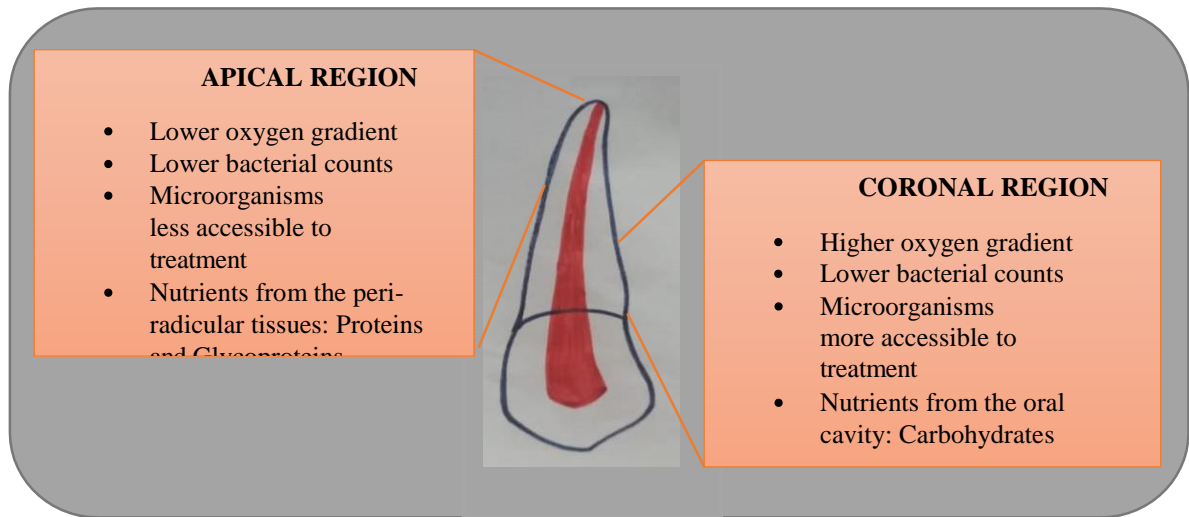 APICAL REGION
• Lower oxygen gradient
• Lower bacterial counts
• Microorganisms
less accessible to
treatment
• Nutrients from the peri-
radicular tissues: Proteins
and Glycoproteins
CORONAL REGION
• Higher oxygen gradient
• Lower bacterial counts
• Microorganisms
more accessible to
treatment
• Nutrients from the oral
cavity: Carbohydrates